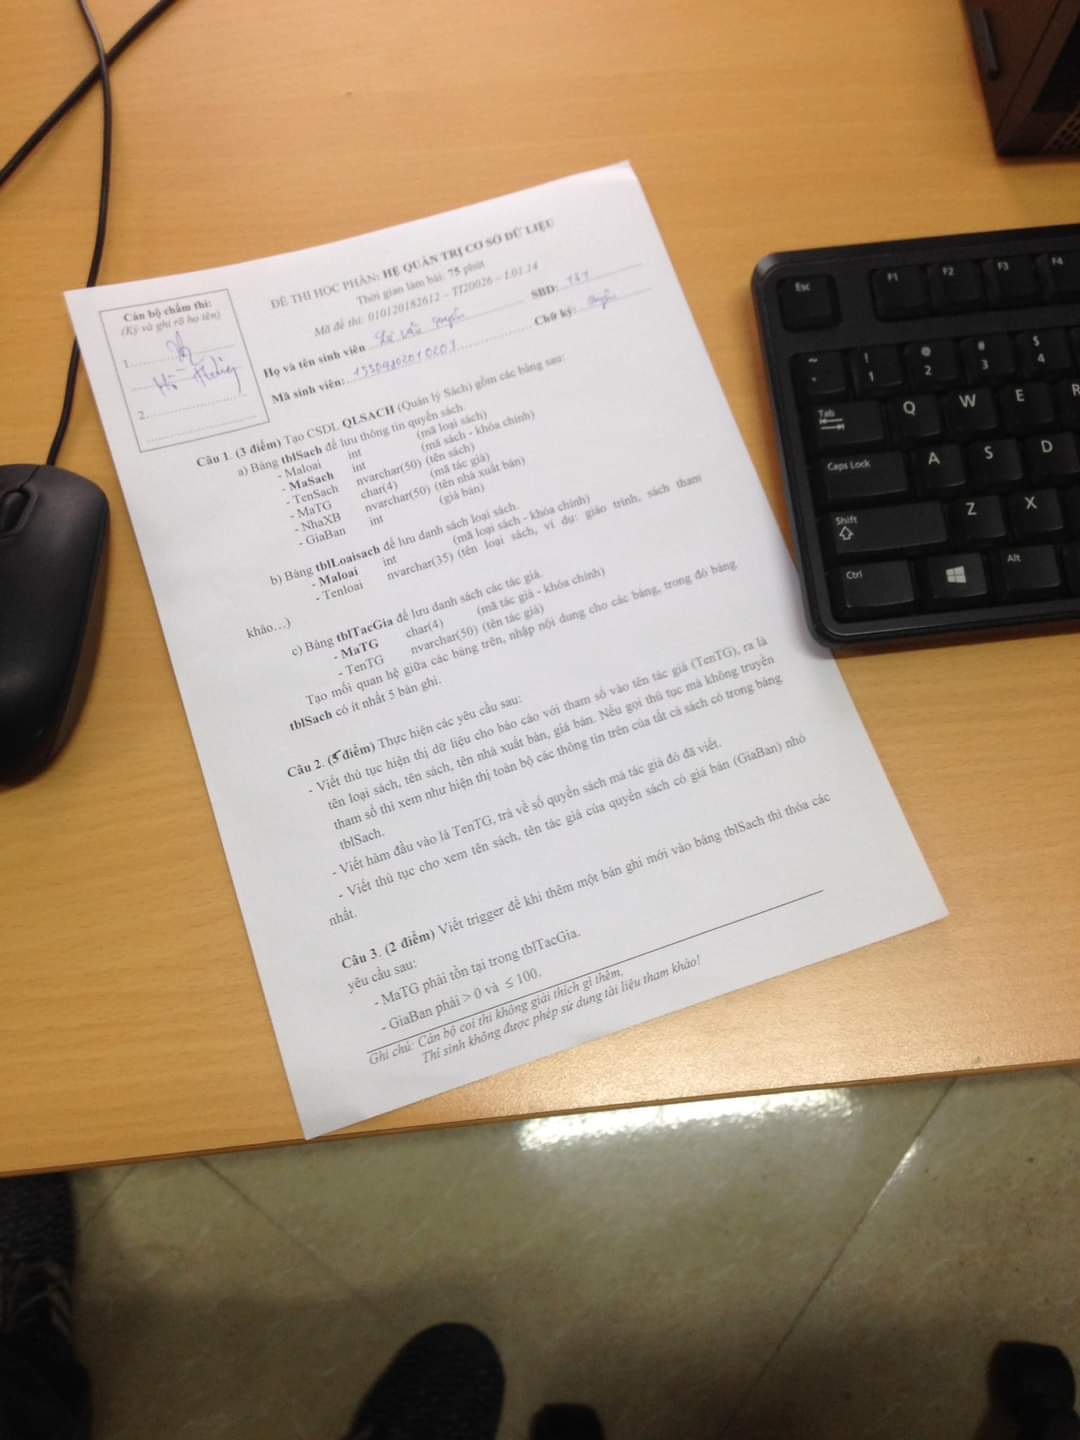 ĐỀ THI HỌC PHẦN: HỆ QUẢN TRỊ CƠ SỞ DỮ LIỆU
Thời gian làm bài: 75 phút
Mã đề thi: 010120182612 – TI20026 – 1.01.14
Cán bộ chấm thi:
(Ký và ghi rõ họ tên)
1
2
Họ và tên sinh viên
SBD:
Mã sinh viên:
Chữ ký:
Câu 1. (3 điểm) Tạo CSDL QLSACH (Quản lý Sách) gồm các bảng sau:
a) Bảng tblSach để lưu thông tin quyển sách.
- Maloai int (mã loại sách)
- MaSach int (mã sách - khóa chính)
- TenSach nvarchar(50) (tên sách)
- MaTG char(4) (mã tác giả)
- NhaXB nvarchar(50) (tên nhà xuất bản)
- GiaBan int (giá bán)
b) Bảng tblLoaisach để lưu danh sách loại sách.
- Maloai int (mã loại sách - khóa chính)
- Tenloai nvarchar(35) (tên loại sách, ví dụ: giáo trình, sách tham
khảo…)
c) Bảng tblTacGia để lưu danh sách các tác giả.
- MaTG char(4) (mã tác giả - khóa chính)
- TenTG nvarchar(50) (tên tác giả)
Tạo mối quan hệ giữa các bảng trên, nhập nội dung cho các bảng, trong đó bảng
tblSach có ít nhất 5 bản ghi.
Câu 2. (5 điểm) Thực hiện các yêu cầu sau:
- Viết thủ tục hiện thị dữ liệu cho báo cáo với tham số vào tên tác giả (TenTG), ra là
tên loại sách, tên sách, tên nhà xuất bản, giá bán. Nếu gọi thủ tục mà không truyền
tham số thì xem như hiện thị toàn bộ các thông tin trên của tất cả sách có trong bảng
tblSach.
- Viết hàm đầu vào là TenTG, trả về số quyển sách mà tác giả đó đã viết.
- Viết thủ tục cho xem tên sách, tên tác giả của quyển sách có giá bán (GiaBan) nhỏ
nhất.
Câu 3. (2 điểm) Viết trigger để khi thêm một bản ghi mới vào bảng tblSach thì thỏa các
yêu cầu sau:
- MaTG phải tồn tại trong tblTacGia.
- GiaBan phải > 0 và ≤ 100.
Ghi chú: Cán bộ coi thi không giải thích gì thêm,
Thí sinh không được phép sử dụng tài liệu tham khảo!
Esc F1 F2 F3 F4
~ ! 1 @ 2 # 3 $ 4
Tab Q W E R
Caps Lock A S D
Shift Z X
Ctrl Alt